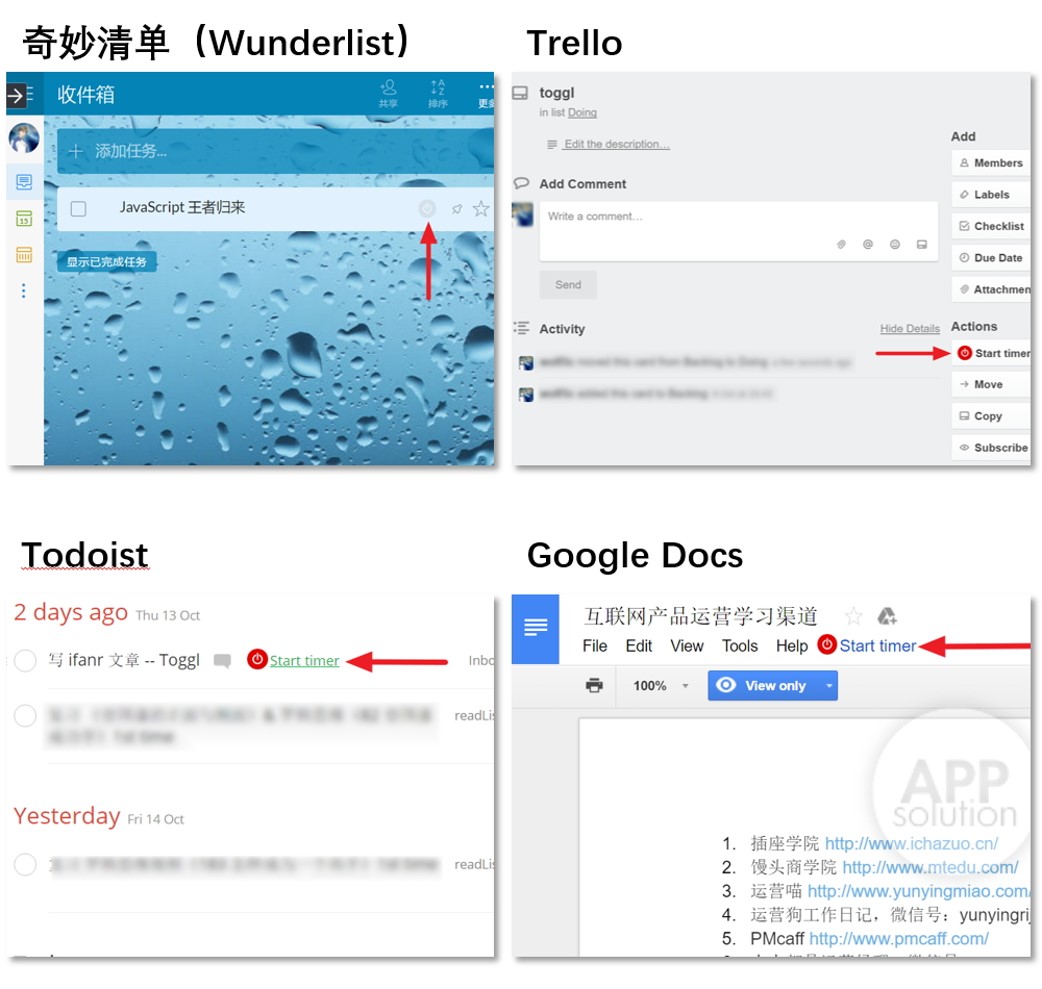 奇妙清单（Wunderlist）
收件箱
共享
排序
更多
添加任务...
JavaScript 王者归来
15
显示已完成任务
Trello
toggl
in list Doing
Edit the description…
Add Comment
Write a comment…
Send
Activity
Hide Details
Add
Members
Labels
Checklist
Due Date
Attachmen
Actions
Start timer
Move
Copy
Subscribe
Todoist
2 days ago Thu 13 Oct
写 ifanr 文章 -- Toggl Start timer Inbo
readLis
Yesterday Fri 14 Oct
readLis
Google Docs
互联网产品运营学习渠道
File Edit View Tools Help Start timer
100% View only
APP
solution
1. 插座学院 http://www.ichazuo.cn/
2. 馒头商学院 http://www.mtedu.com/
3. 运营喵 http://www.yunyingmiao.com/
4. 运营狗工作日记，微信号：yunyingrij
5. PMcaff http://www.pmcaff.com/